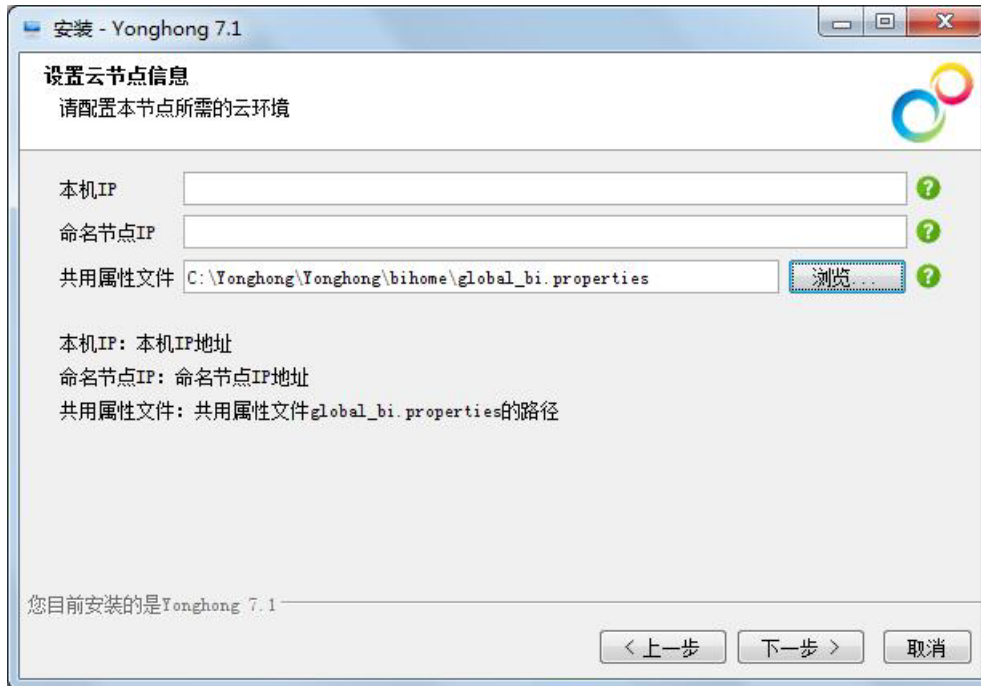 安装 - Yonghong 7.1
设置云节点信息
请配置本节点所需的云环境
本机IP
命名节点IP
共用属性文件 C:\Yonghong\Yonghong\bihome\global_bi.properties 浏览...
本机IP: 本机IP地址
命名节点IP: 命名节点IP地址
共用属性文件: 共用属性文件global_bi.properties的路径
您目前安装的是Yonghong 7.1
<上一步 下一步> 取消